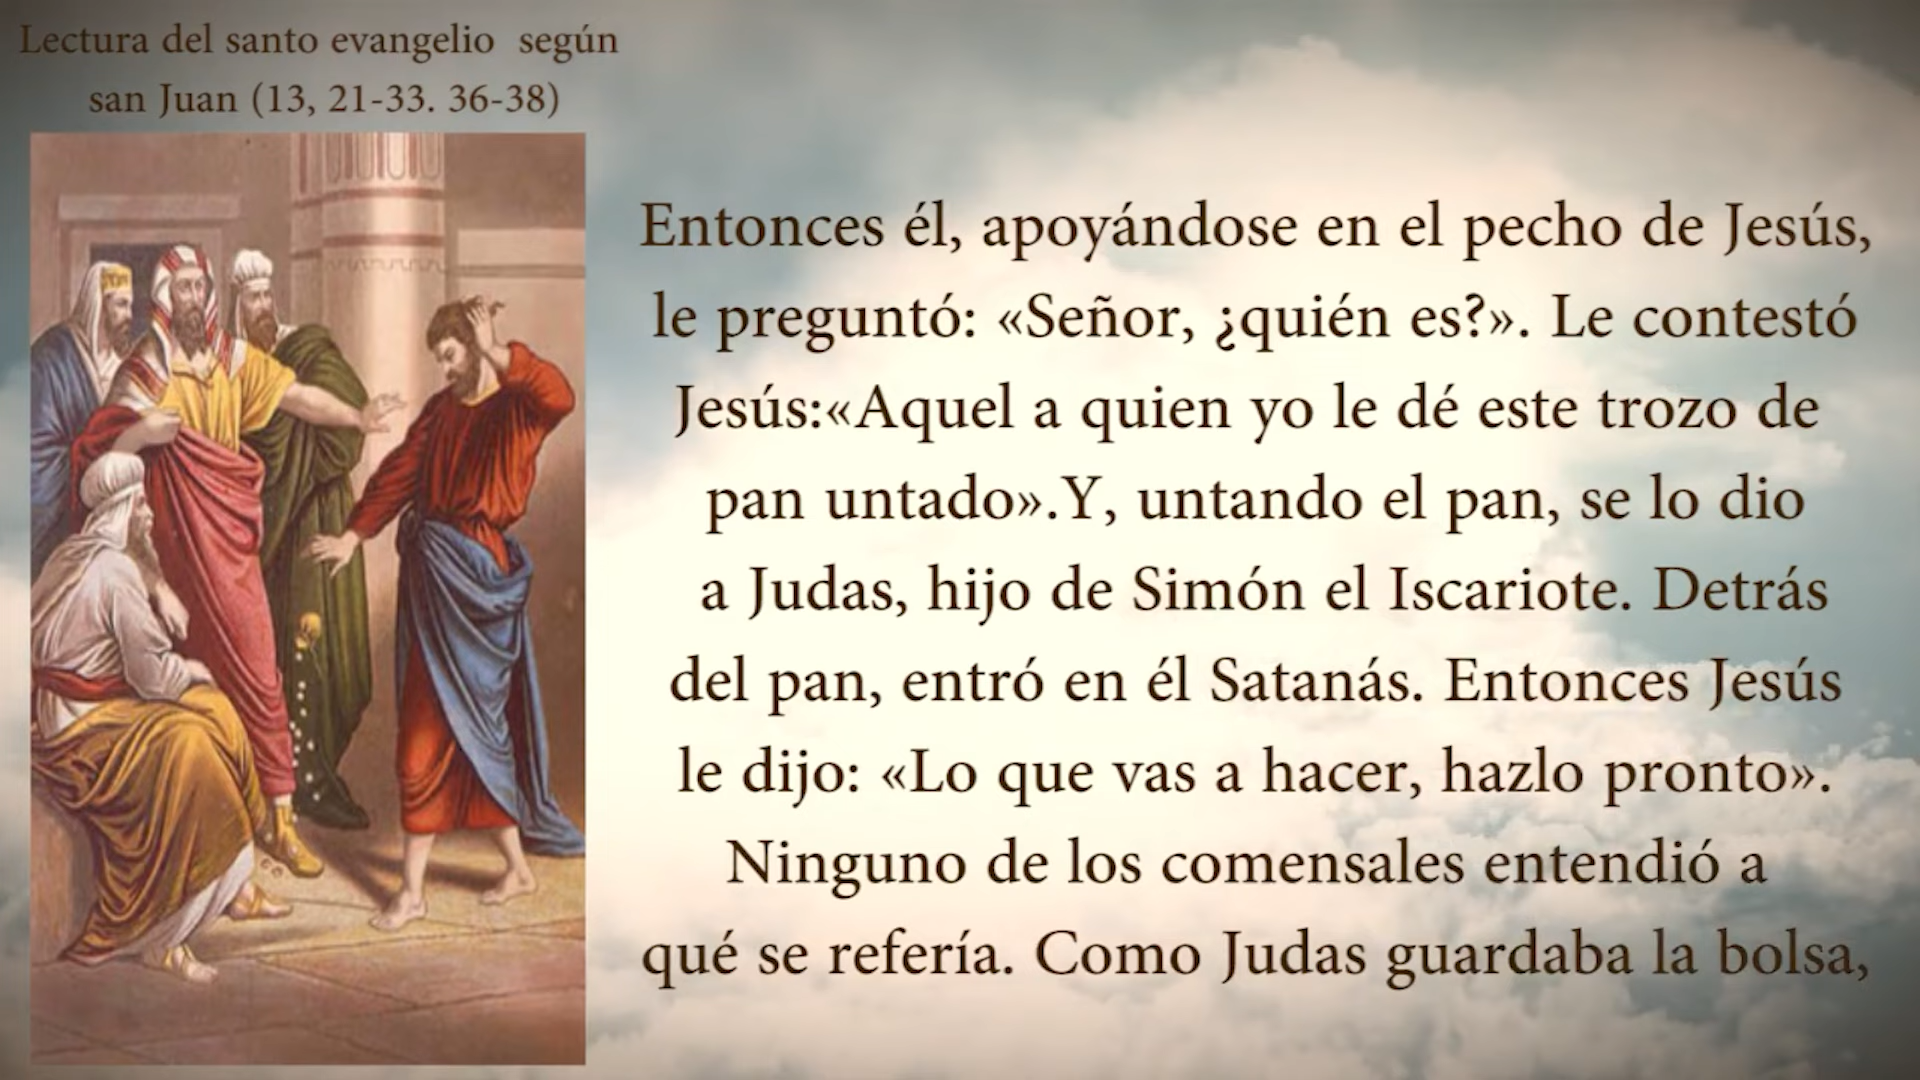 Lectura del santo evangelio según
san Juan (13, 21-33. 36-38)
Entonces él, apoyándose en el pecho de Jesús,
le preguntó: «Señor, ¿quién es?». Le contestó
Jesús:«Aquel a quien yo le dé este trozo de
pan untado».Y, untando el pan, se lo dio
a Judas, hijo de Simón el Iscariote. Detrás
del pan, entró en él Satanás. Entonces Jesús
le dijo: «Lo que vas a hacer, hazlo pronto».
Ninguno de los comensales entendió a
qué se refería. Como Judas guardaba la bolsa,